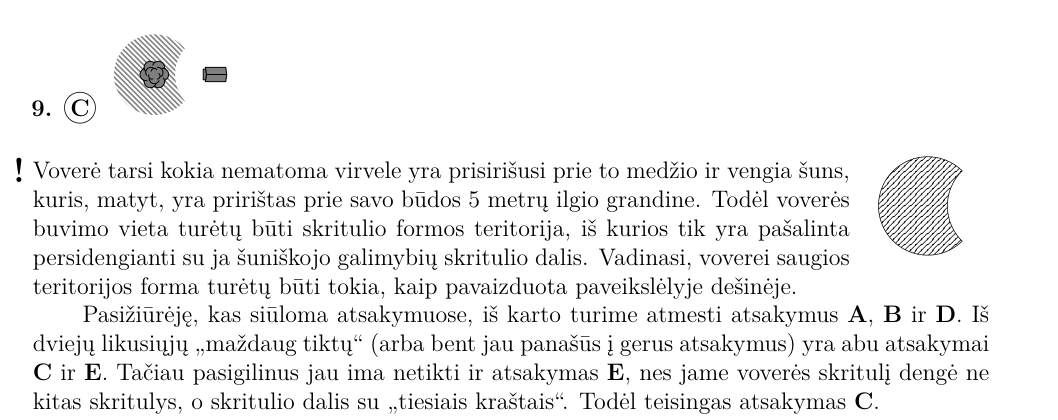 9. C
! Voverė tarsi kokia nematoma virvele yra prisirišusi prie to medžio ir vengia šuns,
kuris, matyt, yra pririštas prie savo būdos 5 metrų ilgio grandine. Todėl voverės
buvimo vieta turėtų būti skritulio formos teritorija, iš kurios tik yra pašalinta
persidengianti su ja šuniškojo galimybių skritulio dalis. Vadinasi, voverei saugios
teritorijos forma turėtų būti tokia, kaip pavaizduota paveikslėlyje dešinėje.
Pasižiūrėję, kas siūloma atsakymuose, iš karto turime atmesti atsakymus A, B ir D. Iš
dviejų likusiųjų „maždaug tiktų“ (arba bent jau panašūs į gerus atsakymus) yra abu atsakymai
C ir E. Tačiau pasigilinus jau ima netikti ir atsakymas E, nes jame voverės skritulį dengė ne
kitas skritulys, o skritulio dalis su „tiesiais kraštais“. Todėl teisingas atsakymas C.